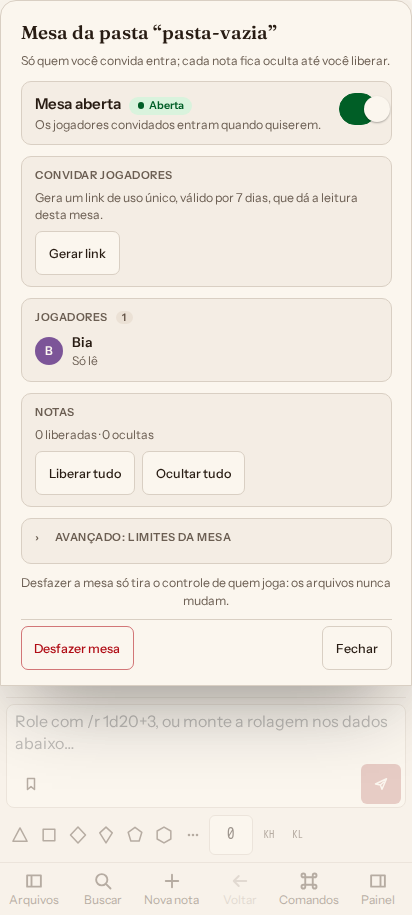 Mesa da pasta “pasta-vazia”
Só quem você convida entra; cada nota fica oculta até você liberar.
Mesa aberta Aberta
Os jogadores convidados entram quando quiserem.
CONVIDAR JOGADORES
Gera um link de uso único, válido por 7 dias, que dá a leitura
desta mesa.
Gerar link
JOGADORES 1
B
Bia
Só lê
NOTAS
0 liberadas · 0 ocultas
Liberar tudo Ocultar tudo
› AVANÇADO: LIMITES DA MESA
Desfazer a mesa só tira o controle de quem joga: os arquivos nunca
mudam.
Desfazer mesa Fechar
Role com /r 1d20+3, ou monte a rolagem nos dados
abaixo…
0 KH KL
Arquivos Buscar Nova nota Voltar Comandos Painel